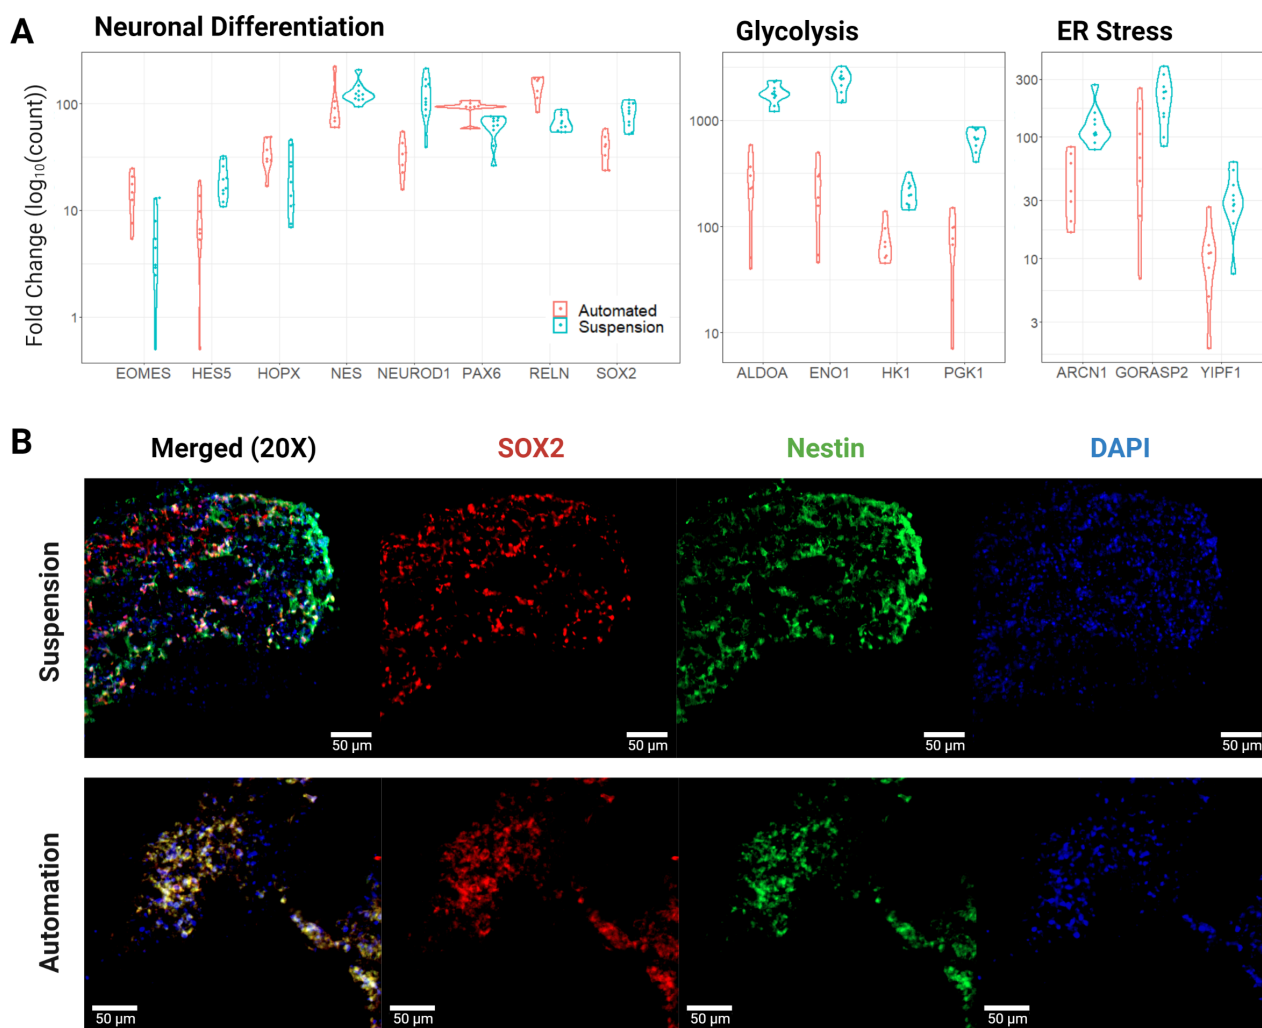 A
Neuronal Differentiation
Glycolysis
ER Stress
Fold Change (log₁₀(count))
100
10
1
Automated
Suspension
EOMES HES5 HOPX NES NEUROD1 PAX6 RELN SOX2
1000
100
10
ALDOA ENO1 HK1 PGK1
300
100
30
10
3
ARCN1 GORASP2 YIPF1
B
Merged (20X) SOX2 Nestin DAPI
Suspension
50 µm 50 µm 50 µm 50 µm
Automation
50 µm 50 µm 50 µm 50 µm